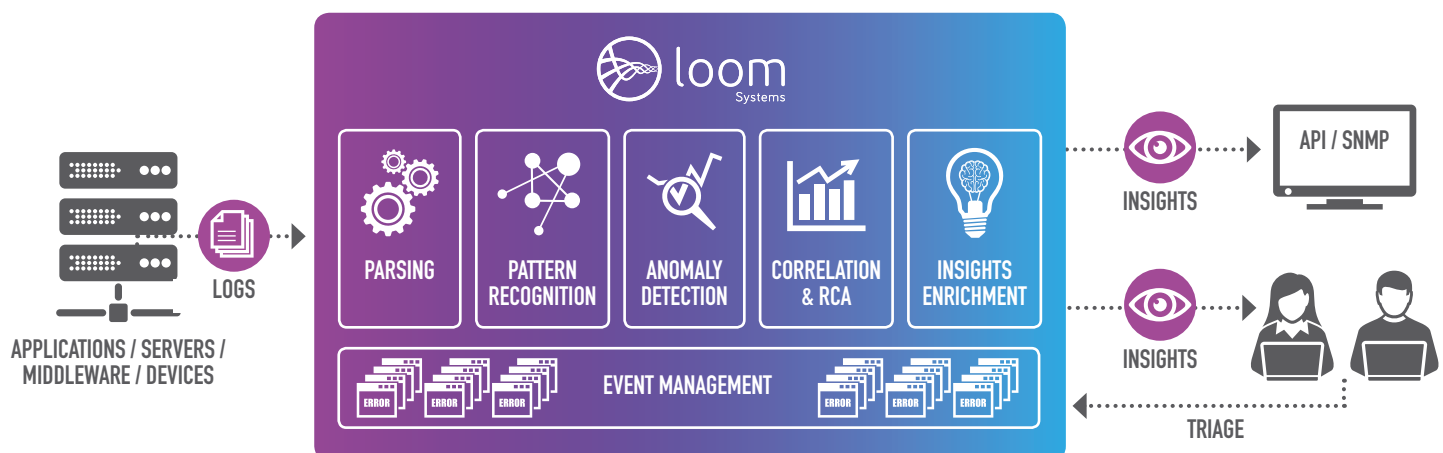 loom
Systems
API / SNMP
INSIGHTS
LOGS
PARSING
PATTERN
RECOGNITION
ANOMALY
DETECTION
CORRELATION
& RCA
INSIGHTS
ENRICHMENT
APPLICATIONS / SERVERS /
MIDDLEWARE / DEVICES
INSIGHTS
EVENT MANAGEMENT
ERROR
ERROR
ERROR
ERROR
ERROR
ERROR
TRIAGE